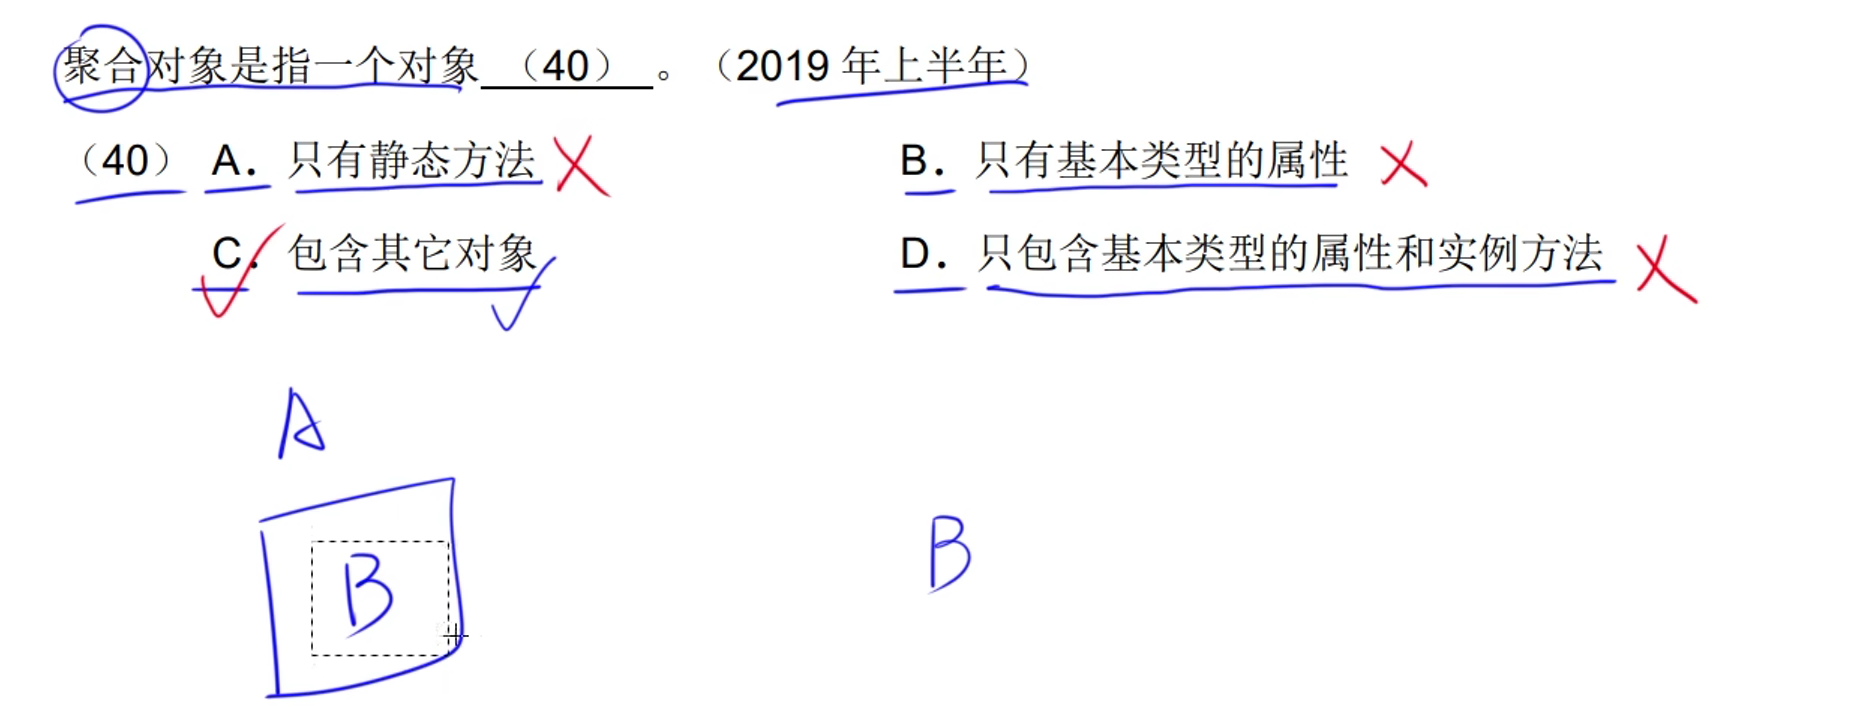 聚合对象是指一个对象 （40） 。（2019 年上半年）
（40） A．只有静态方法 B．只有基本类型的属性
C．包含其它对象 D．只包含基本类型的属性和实例方法
A
B B